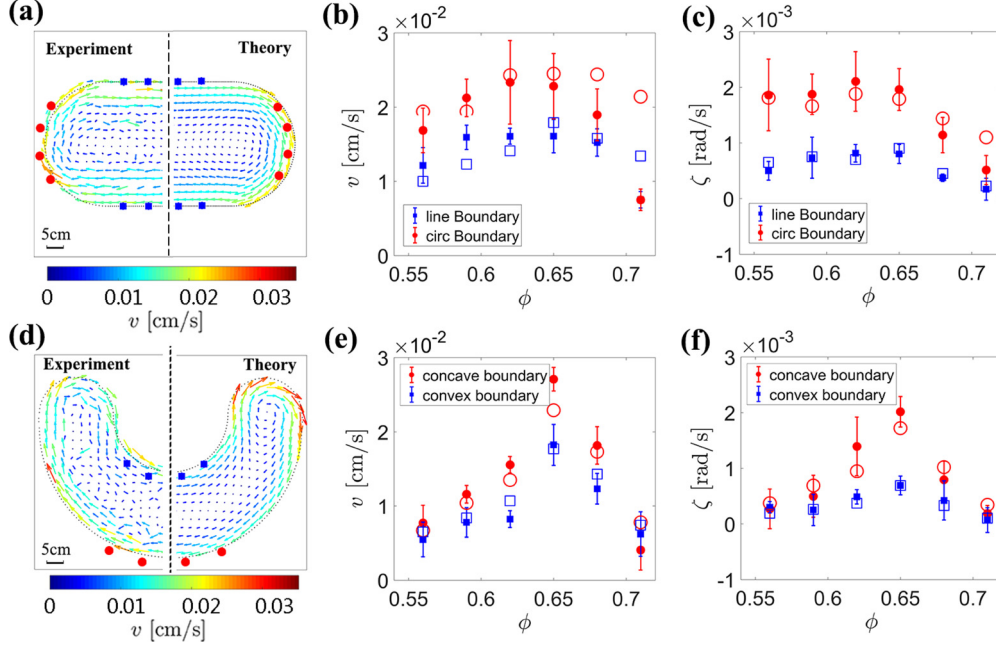 (a)
Experiment
Theory
5cm
0
0.01
0.02
0.03
v [cm/s]
(b)
×10⁻²
3
2
1
0
v [cm/s]
line Boundary
circ Boundary
0.55
0.6
0.65
0.7
ϕ
(c)
×10⁻³
3
2
1
0
-1
ζ [rad/s]
line Boundary
circ Boundary
0.55
0.6
0.65
0.7
ϕ
(d)
Experiment
Theory
5cm
0
0.01
0.02
0.03
v [cm/s]
(e)
×10⁻²
3
2
1
0
v [cm/s]
concave boundary
convex boundary
0.55
0.6
0.65
0.7
ϕ
(f)
×10⁻³
3
2
1
0
-1
ζ [rad/s]
concave boundary
convex boundary
0.55
0.6
0.65
0.7
ϕ